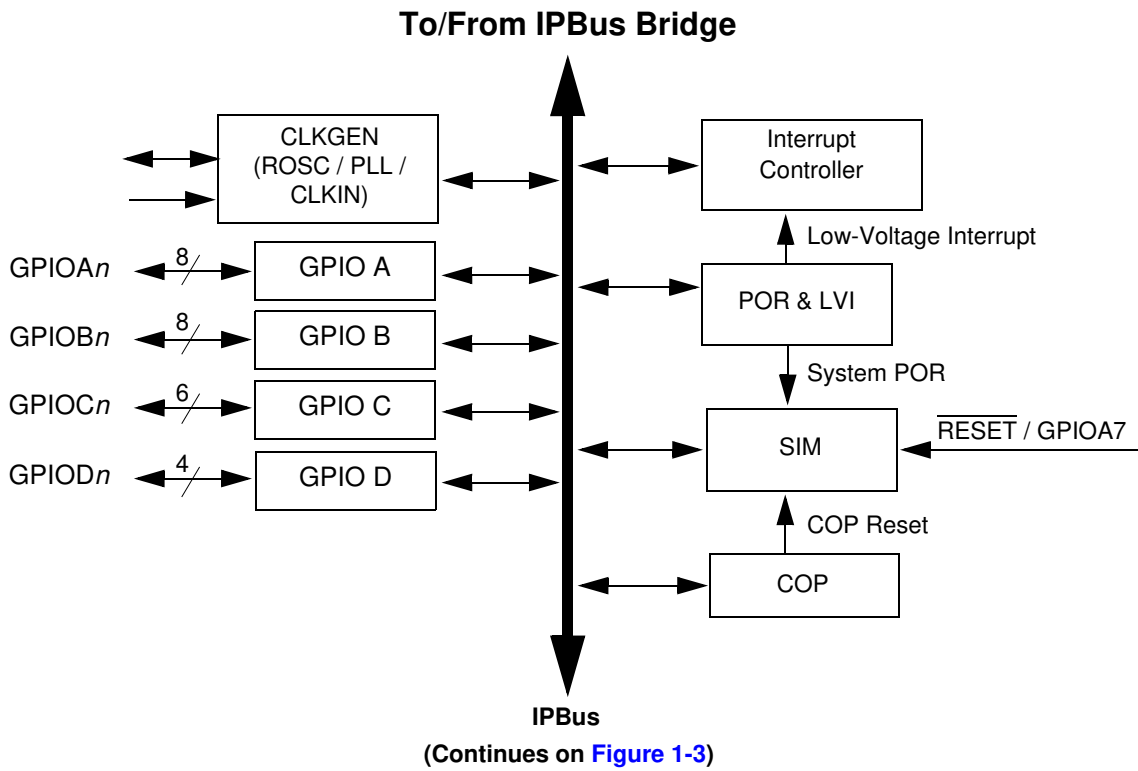 To/From IPBus Bridge
CLKGEN
(ROSC / PLL /
CLKIN)
GPIOAn
8
GPIO A
GPIOBn
8
GPIO B
GPIOCn
6
GPIO C
GPIODn
4
GPIO D
Interrupt
Controller
Low-Voltage Interrupt
POR & LVI
System POR
SIM
RESET / GPIOA7
COP Reset
COP
IPBus
(Continues on Figure 1-3)